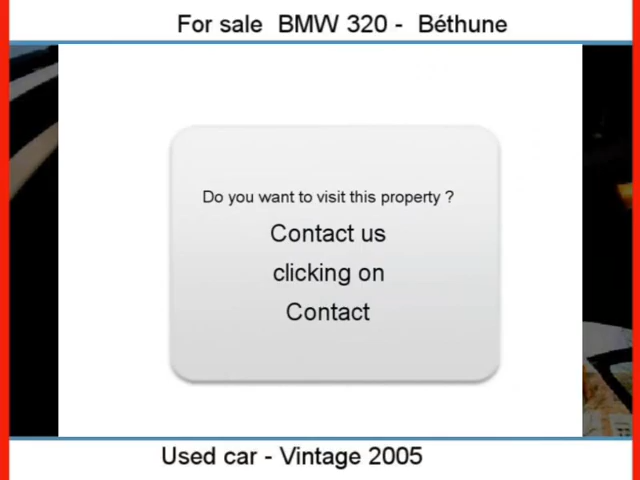 For sale  BMW 320 -  Béthune
Do you want to visit this property ?
Contact us
clicking on
Contact
Used car - Vintage 2005